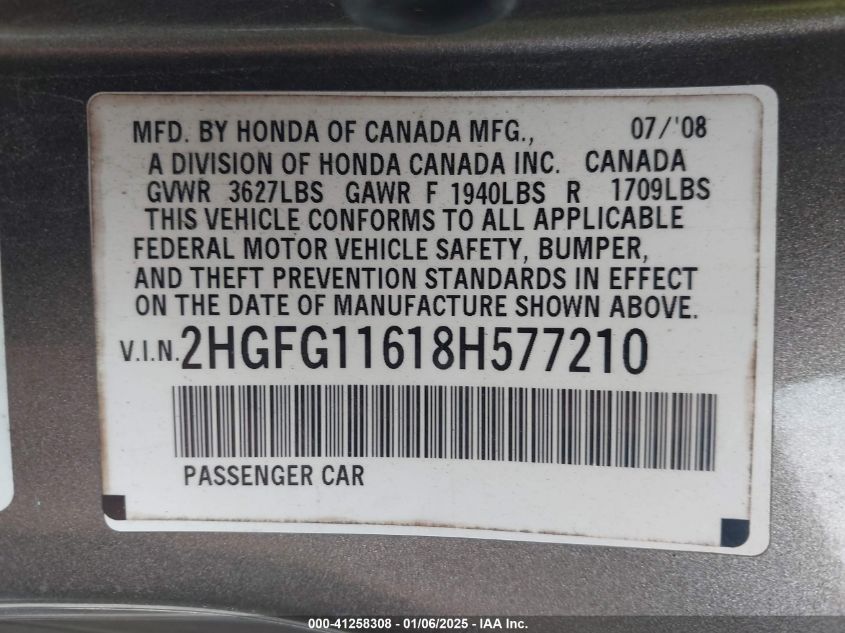 MFD. BY HONDA OF CANADA MFG., 07/'08
A DIVISION OF HONDA CANADA INC. CANADA
GVWR 3627LBS GAWR F 1940LBS R 1709LBS
THIS VEHICLE CONFORMS TO ALL APPLICABLE
FEDERAL MOTOR VEHICLE SAFETY, BUMPER,
AND THEFT PREVENTION STANDARDS IN EFFECT
ON THE DATE OF MANUFACTURE SHOWN ABOVE.
V.I.N. 2HGFG11618H577210
PASSENGER CAR
000-41258308 - 01/06/2025 - IAA Inc.